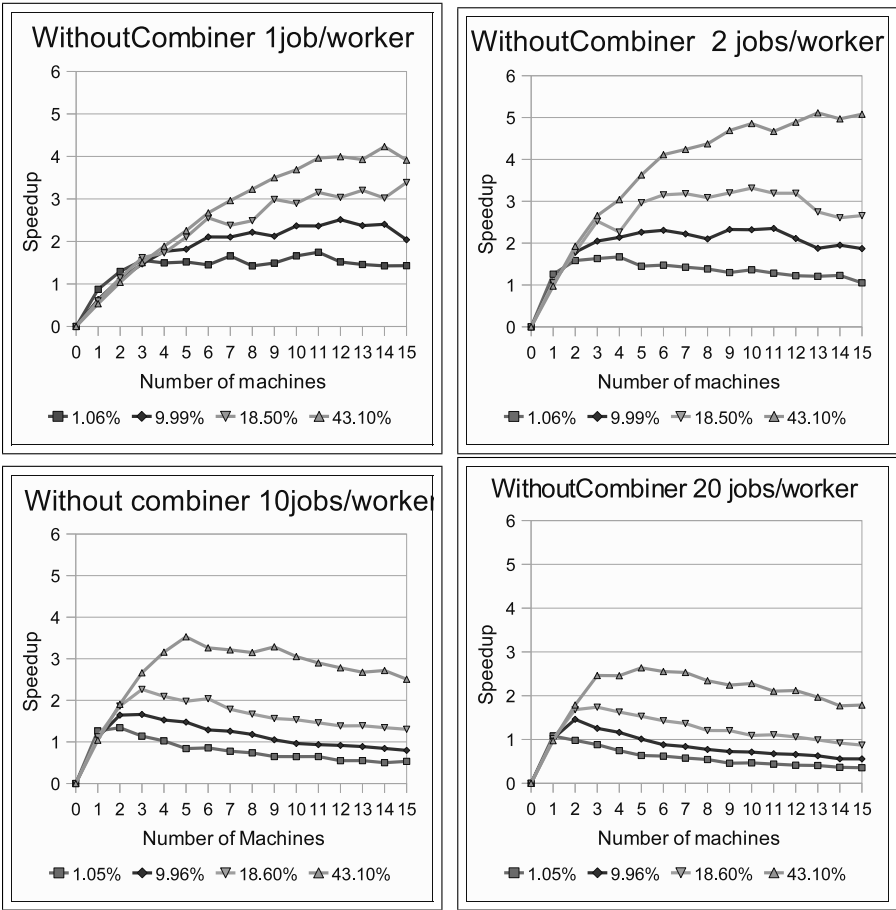 WithoutCombiner 1job/worker
Speedup
6
5
4
3
2
1
0
0 1 2 3 4 5 6 7 8 9 10 11 12 13 14 15
Number of machines
1.06% 9.99% 18.50% 43.10%
WithoutCombiner 2 jobs/worker
Speedup
6
5
4
3
2
1
0
0 1 2 3 4 5 6 7 8 9 10 11 12 13 14 15
Number of machines
1.06% 9.99% 18.50% 43.10%
Without combiner 10jobs/worker
Speedup
6
5
4
3
2
1
0
0 1 2 3 4 5 6 7 8 9 10 11 12 13 14 15
Number of Machines
1.05% 9.96% 18.60% 43.10%
WithoutCombiner 20 jobs/worker
Speedup
6
5
4
3
2
1
0
0 1 2 3 4 5 6 7 8 9 10 11 12 13 14 15
Number of machines
1.05% 9.96% 18.60% 43.10%